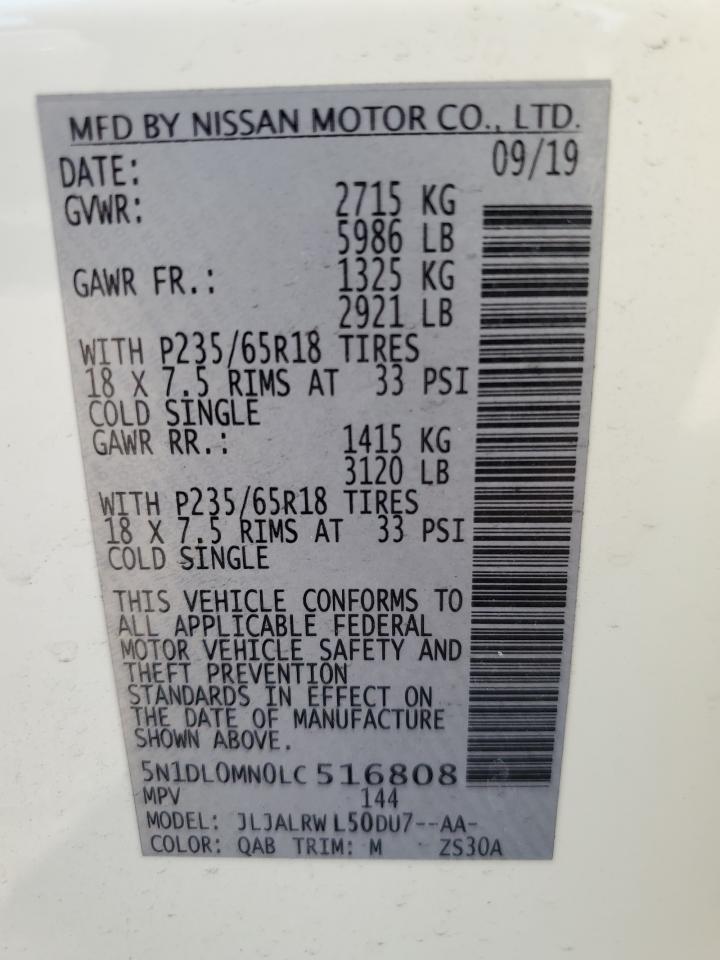 MFD BY NISSAN MOTOR CO., LTD.
DATE: 09/19
GVWR: 2715 KG
5986 LB
GAWR FR.: 1325 KG
2921 LB
WITH P235/65R18 TIRES
18 X 7.5 RIMS AT 33 PSI
COLD SINGLE
GAWR RR.: 1415 KG
3120 LB
WITH P235/65R18 TIRES
18 X 7.5 RIMS AT 33 PSI
COLD SINGLE
THIS VEHICLE CONFORMS TO
ALL APPLICABLE FEDERAL
MOTOR VEHICLE SAFETY AND
THEFT PREVENTION
STANDARDS IN EFFECT ON
THE DATE OF MANUFACTURE
SHOWN ABOVE.
5N1DL0MN0LC 516808
MPV 144
MODEL: JLJALRW L50DU7--AA-
COLOR: QAB TRIM: M ZS30A